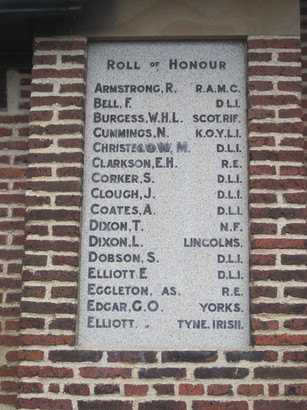 ROLL OF HONOUR
ARMSTRONG, R. R.A.M.C.
BELL, F. D.L.I.
BURGESS, W.H.L. SCOT.RIF.
CUMMINGS, N. K.O.Y.L.I.
CHRISTELOW, M. D.L.I.
CLARKSON, E.H. R.E.
CORKER, S. D.L.I.
CLOUGH, J. D.L.I.
COATES, A. D.L.I.
DIXON, T. N.F.
DIXON, L. LINCOLNS.
DOBSON, S. D.L.I.
ELLIOTT E D.L.I.
EGGLETON, AS. R.E.
EDGAR, G.O. YORKS.
ELLIOTT, TYNE.IRISH.